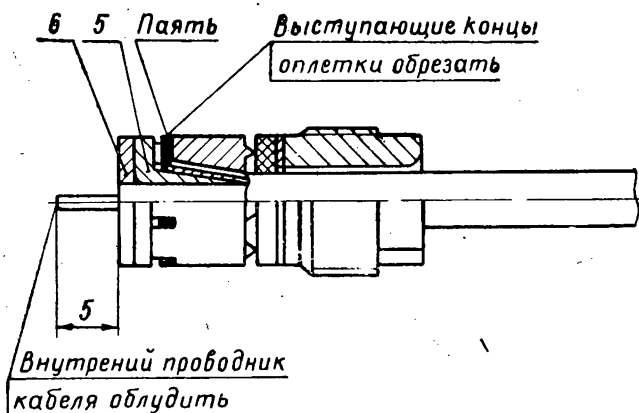 6 5 Паять Выступающие концы
оплетки обрезать
5
Внутрений проводник
кабеля облудить